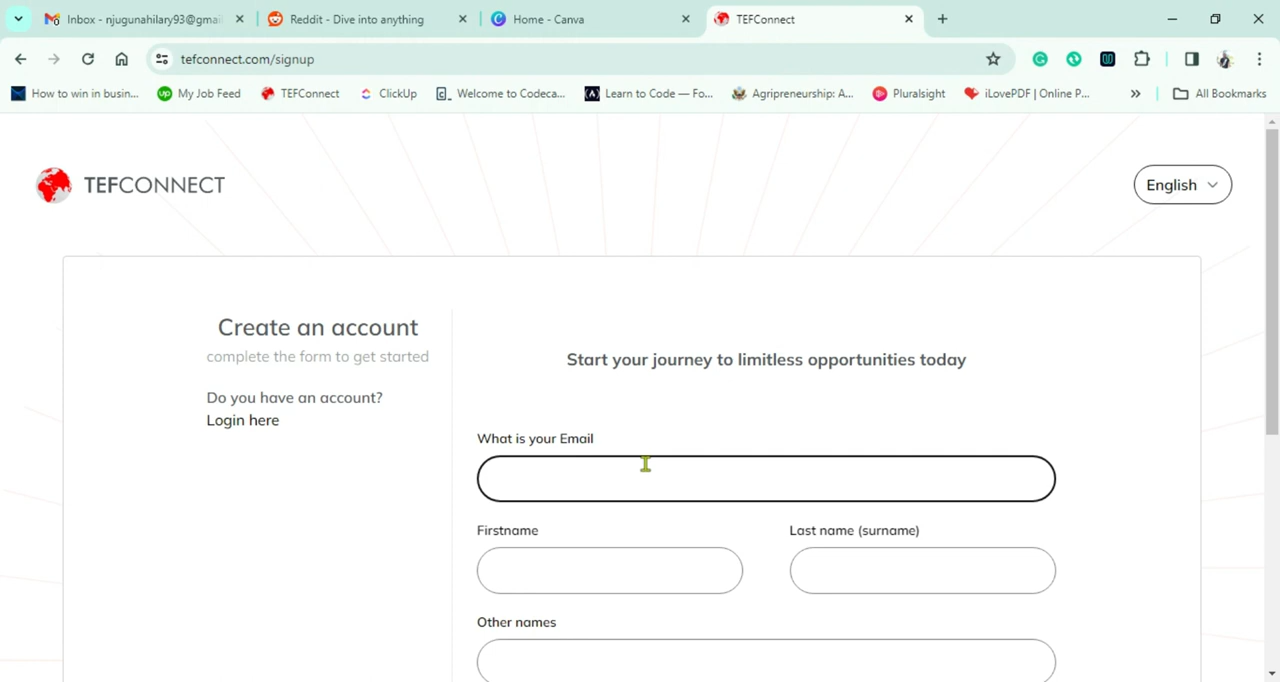 Inbox - njugunahilary93@gmai
Reddit - Dive into anything
Home - Canva
TEFConnect
tefconnect.com/signup
How to win in busin...
My Job Feed
TEFConnect
ClickUp
Welcome to Codeca...
Learn to Code — Fo...
Agripreneurship: A...
Pluralsight
iLovePDF | Online P...
All Bookmarks
TEFCONNECT
English
Create an account
complete the form to get started
Do you have an account?
Login here
Start your journey to limitless opportunities today
What is your Email
Firstname
Last name (surname)
Other names